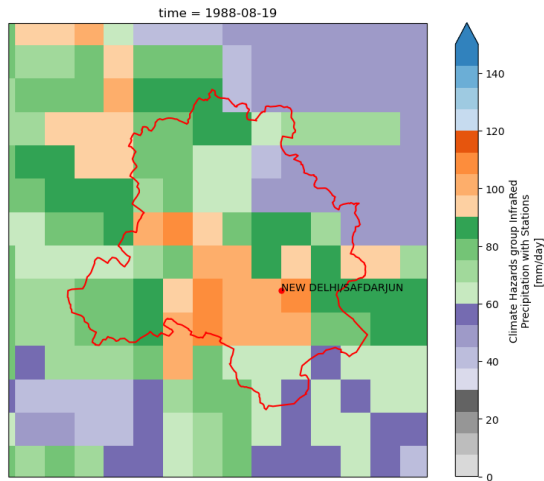 time = 1988-08-19
NEW DELHI/SAFDARJUN
140
120
100
80
60
40
20
0
Climate Hazards group InfraRed
Precipitation with Stations
[mm/day]